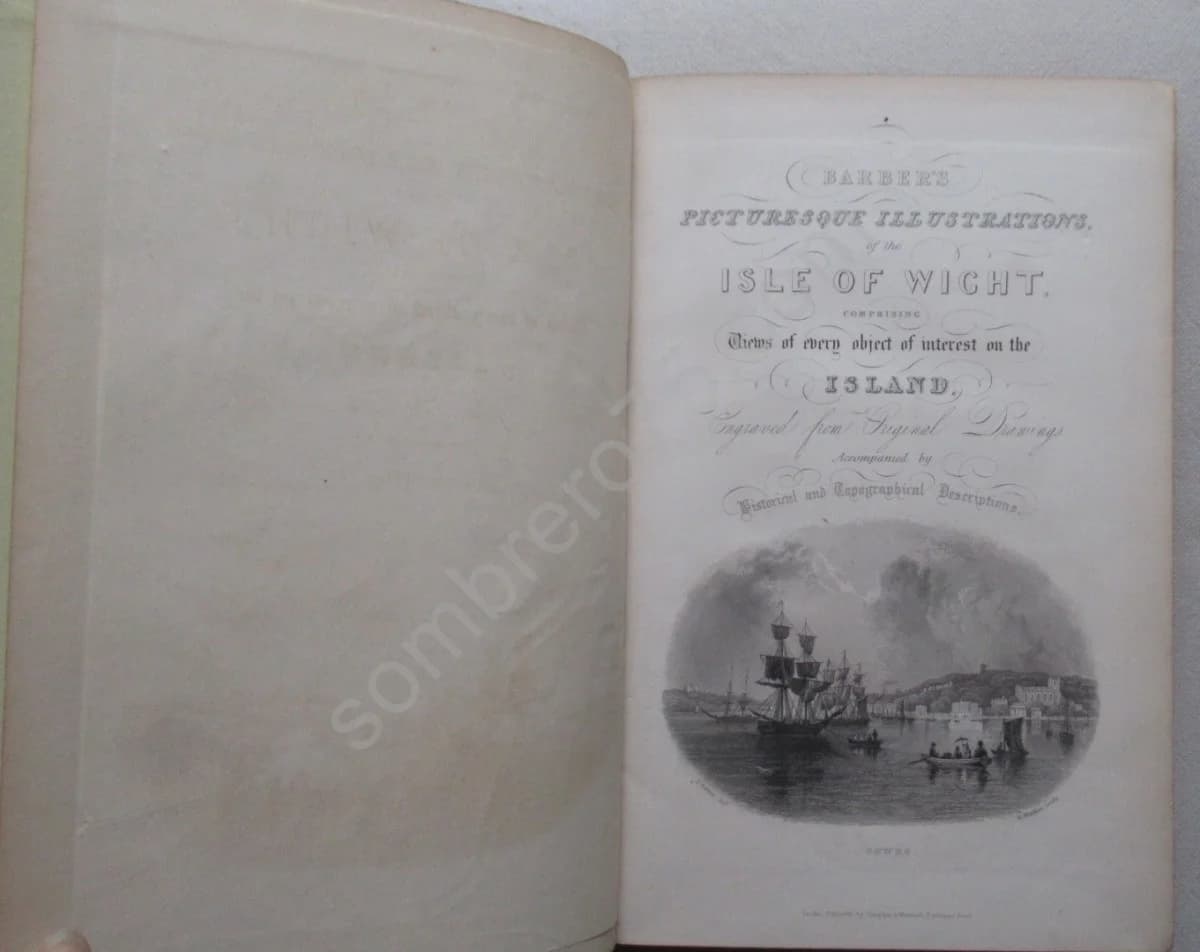 BARBER'S
PICTURESQUE ILLUSTRATIONS,
of the
ISLE OF WIGHT,
COMPRISING
Views of every object of interest on the
ISLAND,
Engraved from Original Drawings
Accompanied by
Historical and Topographical Descriptions.
COWES